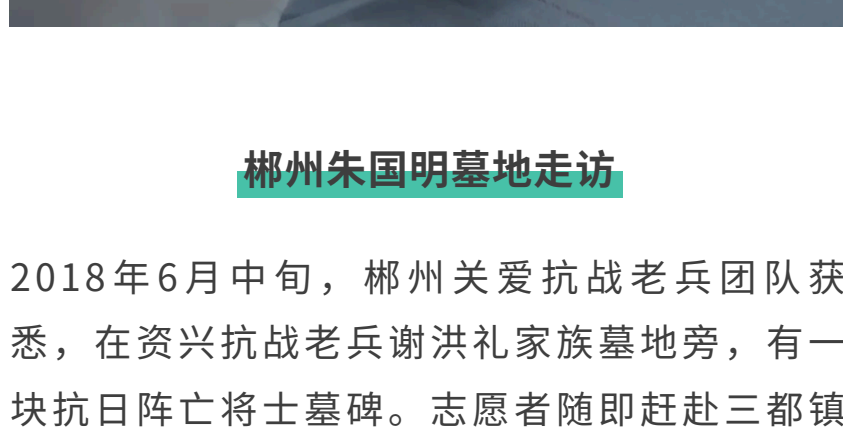 郴州朱国明墓地走访
2018年6月中旬，郴州关爱抗战老兵团队获
悉，在资兴抗战老兵谢洪礼家族墓地旁，有一
块抗日阵亡将士墓碑。志愿者随即赶赴三都镇